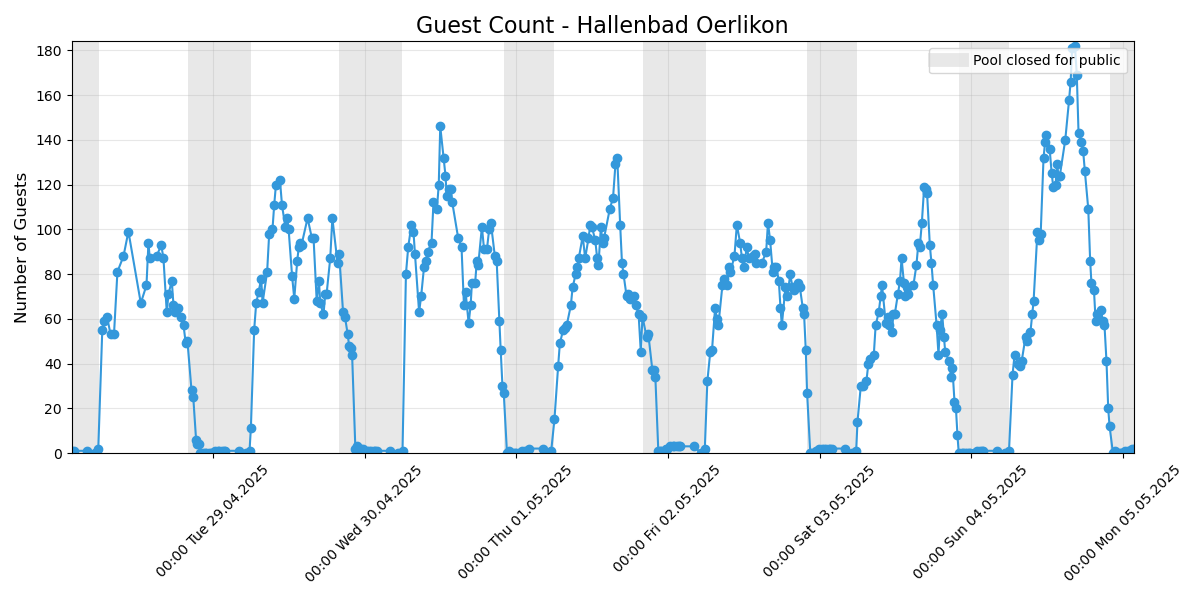 Guest Count - Hallenbad Oerlikon
Pool closed for public
Number of Guests
180
160
140
120
100
80
60
40
20
0
00:00 Tue 29.04.2025
00:00 Wed 30.04.2025
00:00 Thu 01.05.2025
00:00 Fri 02.05.2025
00:00 Sat 03.05.2025
00:00 Sun 04.05.2025
00:00 Mon 05.05.2025